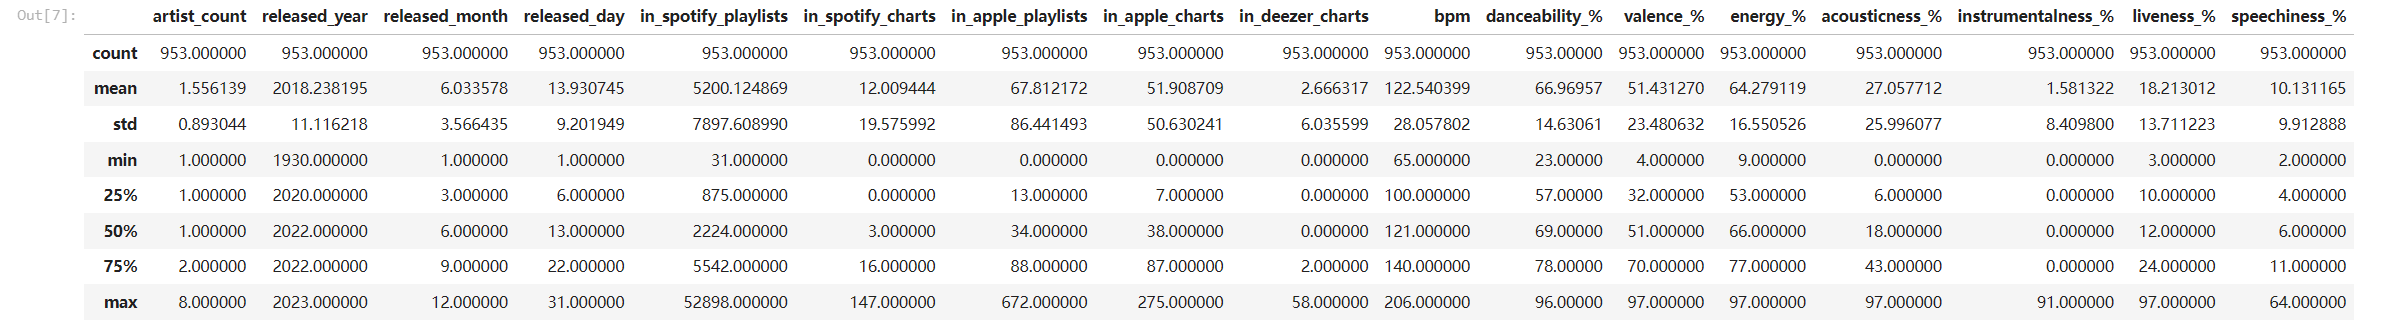 Out[7]:
artist_count released_year released_month released_day in_spotify_playlists in_spotify_charts in_apple_playlists in_apple_charts in_deezer_charts bpm danceability_% valence_% energy_% acousticness_% instrumentalness_% liveness_% speechiness_%
count 953.000000 953.000000 953.000000 953.000000 953.000000 953.000000 953.000000 953.000000 953.000000 953.000000 953.00000 953.000000 953.000000 953.000000 953.000000 953.000000 953.000000
mean 1.556139 2018.238195 6.033578 13.930745 5200.124869 12.009444 67.812172 51.908709 2.666317 122.540399 66.96957 51.431270 64.279119 27.057712 1.581322 18.213012 10.131165
std 0.893044 11.116218 3.566435 9.201949 7897.608990 19.575992 86.441493 50.630241 6.035599 28.057802 14.63061 23.480632 16.550526 25.996077 8.409800 13.711223 9.912888
min 1.000000 1930.000000 1.000000 1.000000 31.000000 0.000000 0.000000 0.000000 0.000000 65.000000 23.00000 4.000000 9.000000 0.000000 0.000000 3.000000 2.000000
25% 1.000000 2020.000000 3.000000 6.000000 875.000000 0.000000 13.000000 7.000000 0.000000 100.000000 57.00000 32.000000 53.000000 6.000000 0.000000 10.000000 4.000000
50% 1.000000 2022.000000 6.000000 13.000000 2224.000000 3.000000 34.000000 38.000000 0.000000 121.000000 69.00000 51.000000 66.000000 18.000000 0.000000 12.000000 6.000000
75% 2.000000 2022.000000 9.000000 22.000000 5542.000000 16.000000 88.000000 87.000000 2.000000 140.000000 78.00000 70.000000 77.000000 43.000000 0.000000 24.000000 11.000000
max 8.000000 2023.000000 12.000000 31.000000 52898.000000 147.000000 672.000000 275.000000 58.000000 206.000000 96.00000 97.000000 97.000000 97.000000 91.000000 97.000000 64.000000